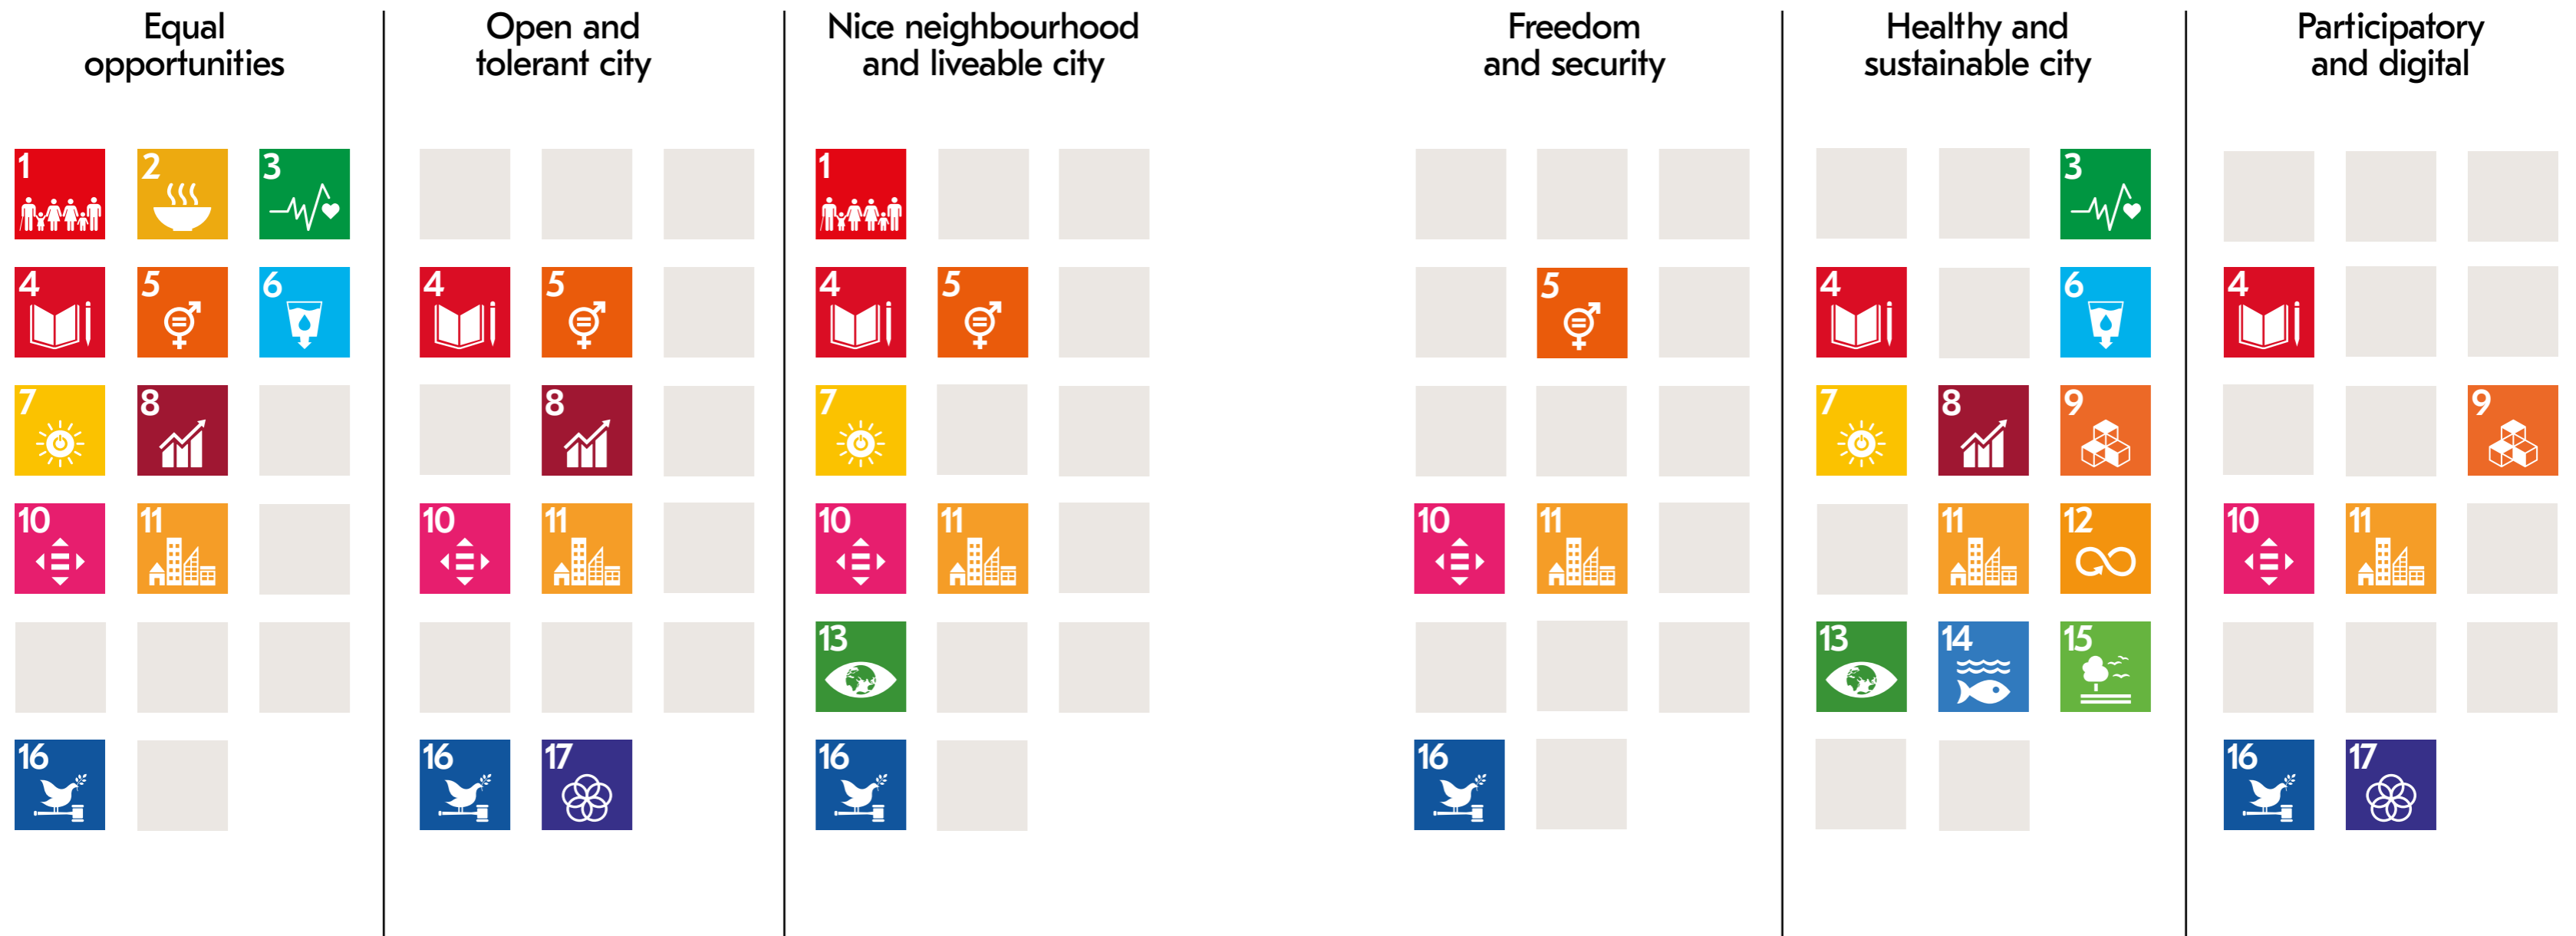 Equal
opportunities
1 2 3
4 5 6
7 8
10 11
16
Open and
tolerant city
4 5
8
10 11
16 17
Nice neighbourhood
and liveable city
1
4 5
7
10 11
13
16
Freedom
and security
5
10 11
16
Healthy and
sustainable city
3
4 6
7 8 9
11 12
13 14 15
Participatory
and digital
4
9
10 11
16 17